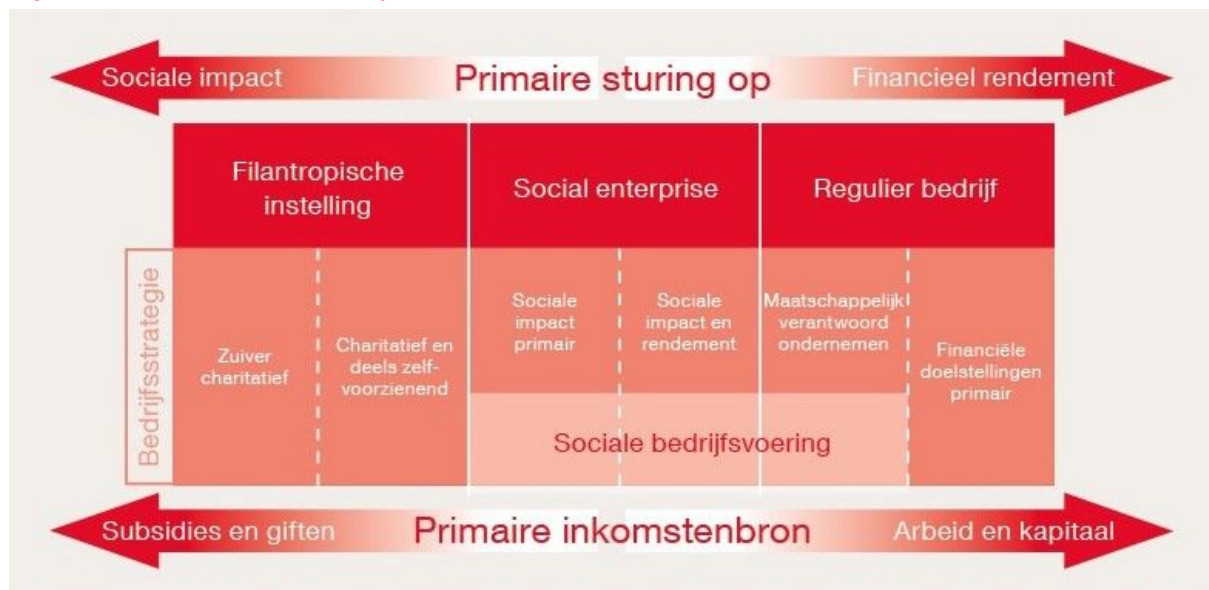 Sociale impact
Primaire sturing op
Financieel rendement
Filantropische
instelling
Social enterprise
Regulier bedrijf
Bedrijfsstrategie
Zuiver
charitatief
Charitatief en
deels zelf-
voorzienend
Sociale
impact
primair
Sociale
impact en
rendement
Maatschappelijk
verantwoord
ondernemen
Financiële
doelstellingen
primair
Sociale bedrijfsvoering
Subsidies en giften
Primaire inkomstenbron
Arbeid en kapitaal